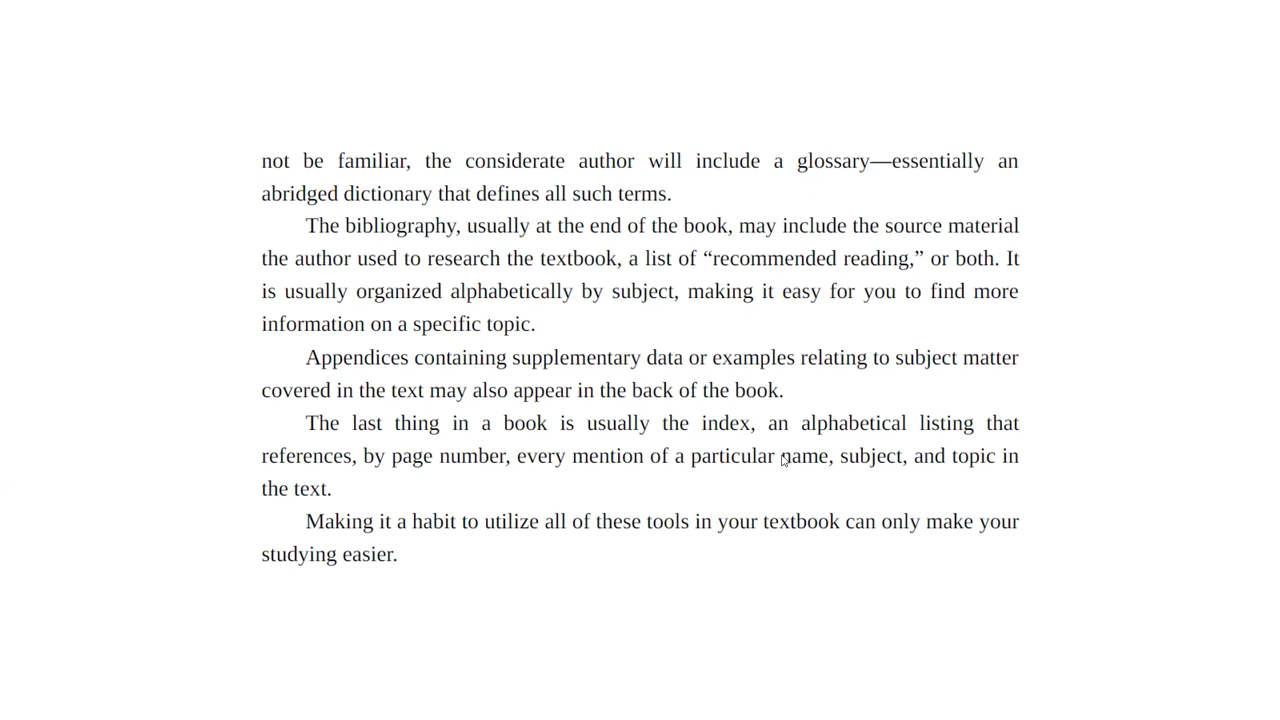 not be familiar, the considerate author will include a glossary—essentially an
abridged dictionary that defines all such terms.
The bibliography, usually at the end of the book, may include the source material
the author used to research the textbook, a list of “recommended reading,” or both. It
is usually organized alphabetically by subject, making it easy for you to find more
information on a specific topic.
Appendices containing supplementary data or examples relating to subject matter
covered in the text may also appear in the back of the book.
The last thing in a book is usually the index, an alphabetical listing that
references, by page number, every mention of a particular name, subject, and topic in
the text.
Making it a habit to utilize all of these tools in your textbook can only make your
studying easier.